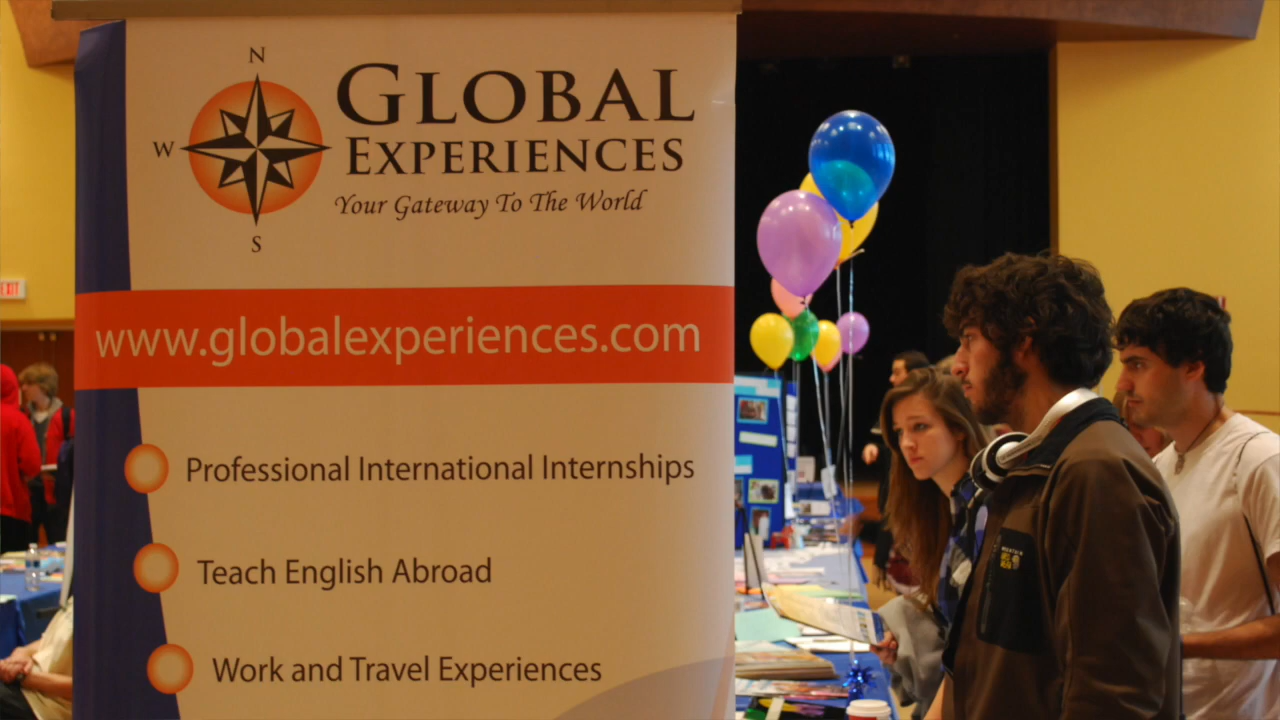 N
W
S
GLOBAL
EXPERIENCES
Your Gateway To The World
www.globalexperiences.com
Professional International Internships
Teach English Abroad
Work and Travel Experiences
EXIT